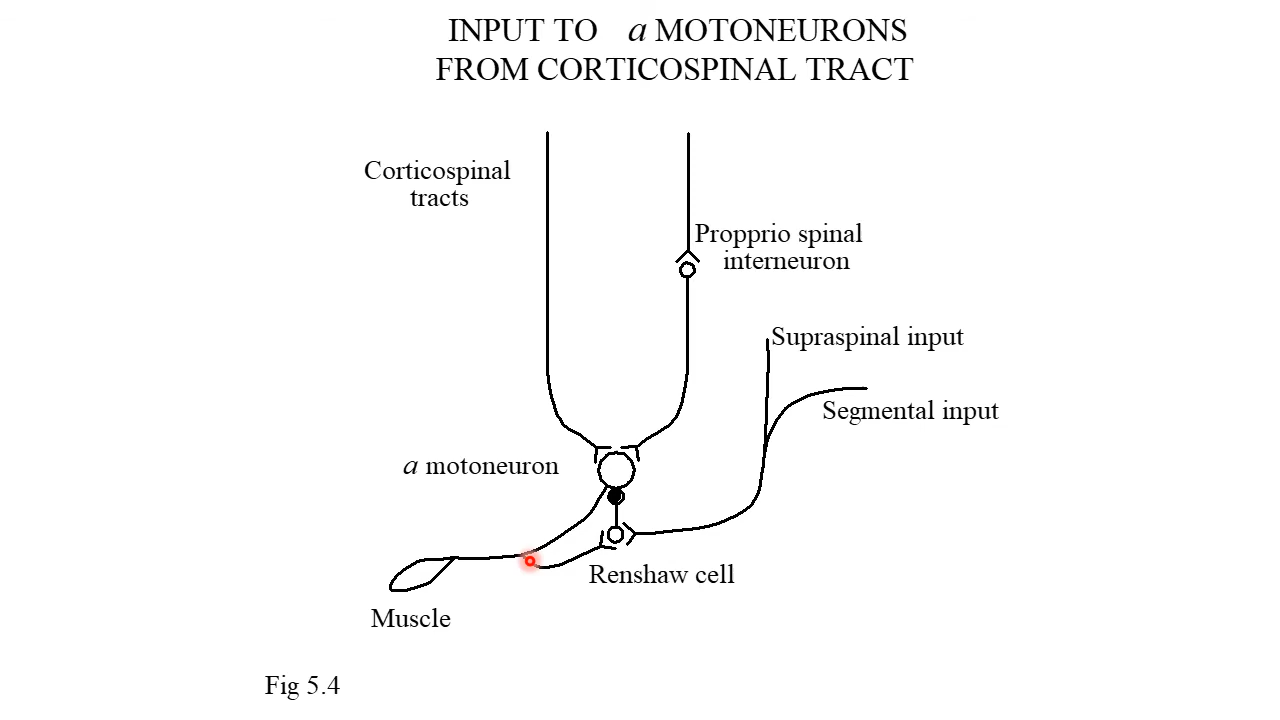 INPUT TO a MOTONEURONS
FROM CORTICOSPINAL TRACT
Corticospinal
tracts
Propprio spinal
interneuron
Supraspinal input
Segmental input
a motoneuron
Renshaw cell
Muscle
Fig 5.4